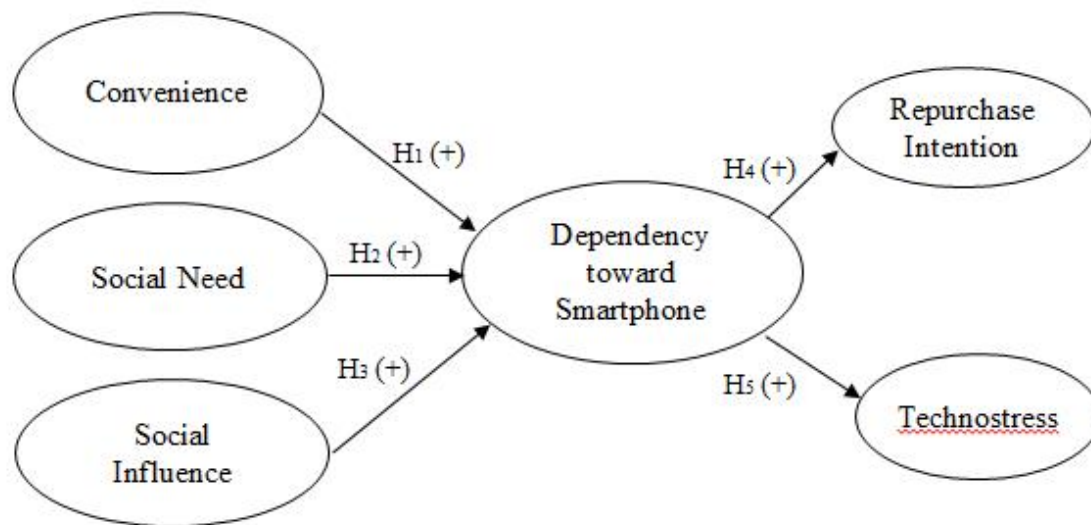 Convenience
H1 (+)
Social Need
H2 (+)
Social
Influence
H3 (+)
Dependency
toward
Smartphone
H4 (+)
Repurchase
Intention
H5 (+)
Technostress